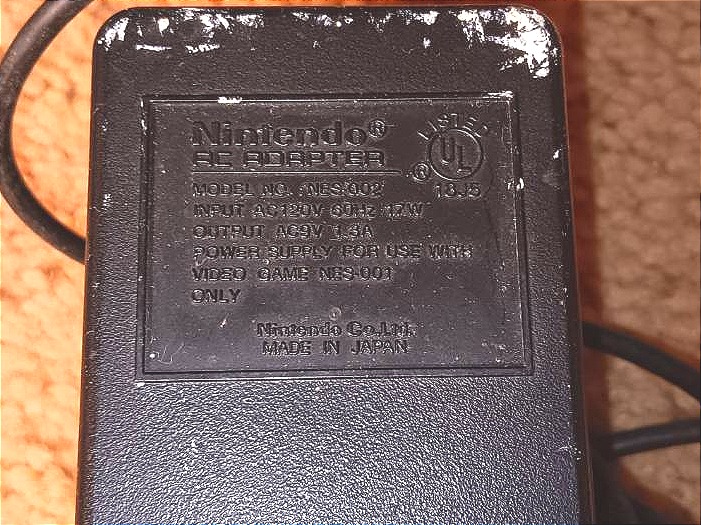 Nintendo®
AC ADAPTER
MODEL NO. NES-002
INPUT AC120V 60Hz 17W
OUTPUT AC9V 1.3A
POWER SUPPLY FOR USE WITH
VIDEO GAME NES-001
ONLY
Nintendo Co.,Ltd.
MADE IN JAPAN
LISTED
UL®
18J5